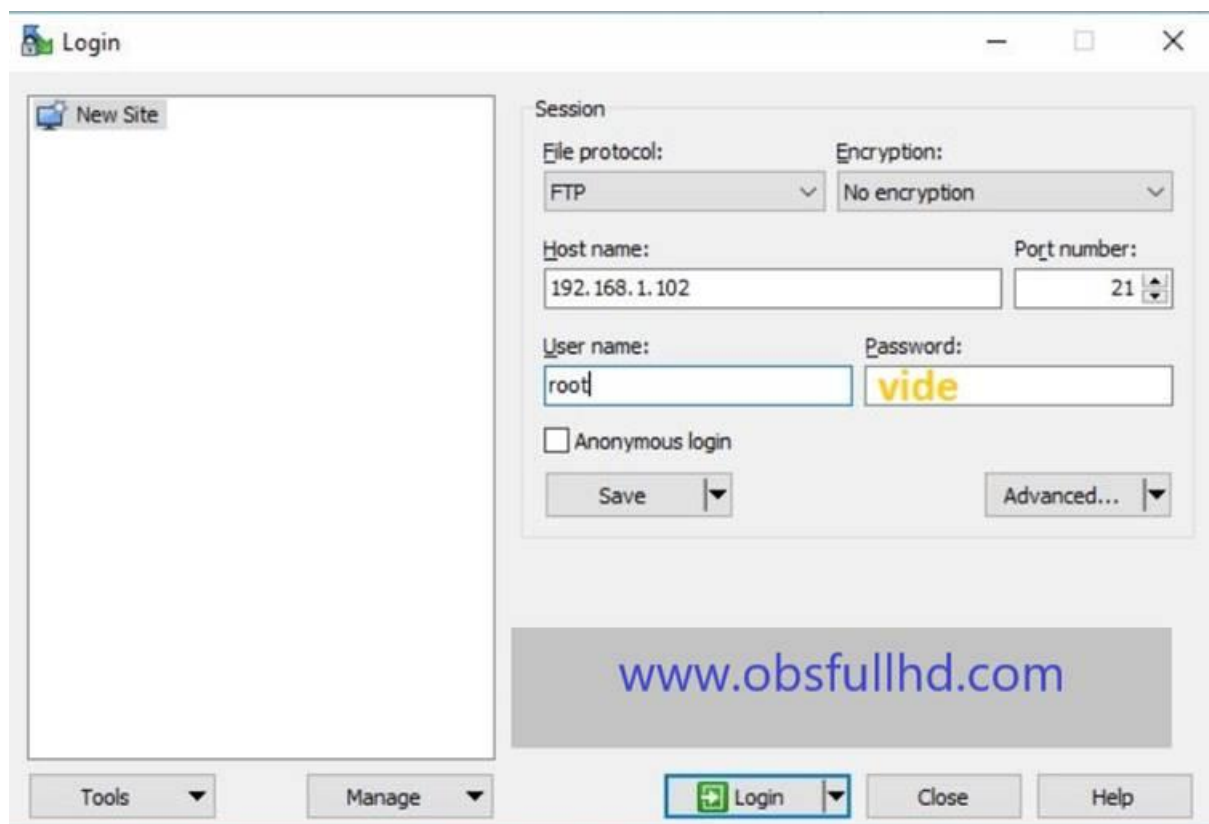 Login
New Site
Session
File protocol: Encryption:
FTP No encryption
Host name: Port number:
192.168.1.102 21
User name: Password:
root vide
Anonymous login
Save Advanced...
www.obsfullhd.com
Tools Manage Login Close Help